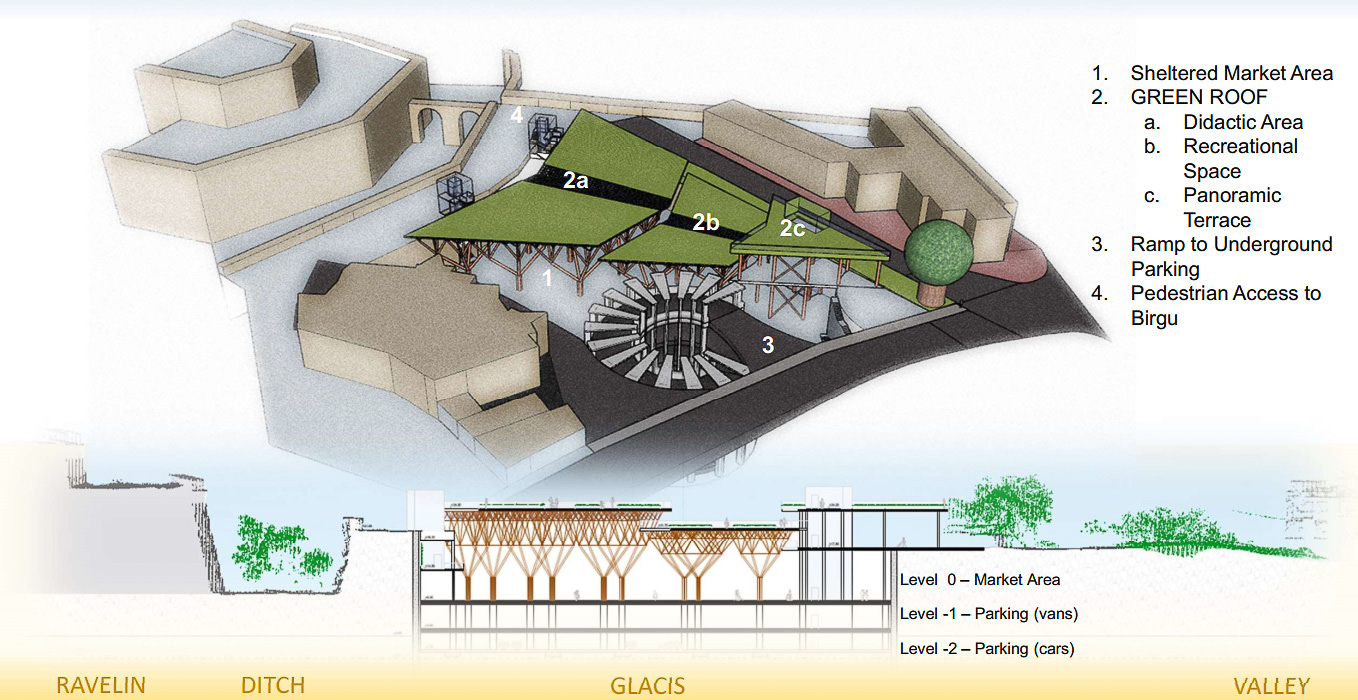 1. Sheltered Market Area
2. GREEN ROOF
a. Didactic Area
b. Recreational
Space
c. Panoramic
Terrace
3. Ramp to Underground
Parking
4. Pedestrian Access to
Birgu
4
2a
2b
2c
1
3
Level 0 – Market Area
Level -1 – Parking (vans)
Level -2 – Parking (cars)
RAVELIN
DITCH
GLACIS
VALLEY